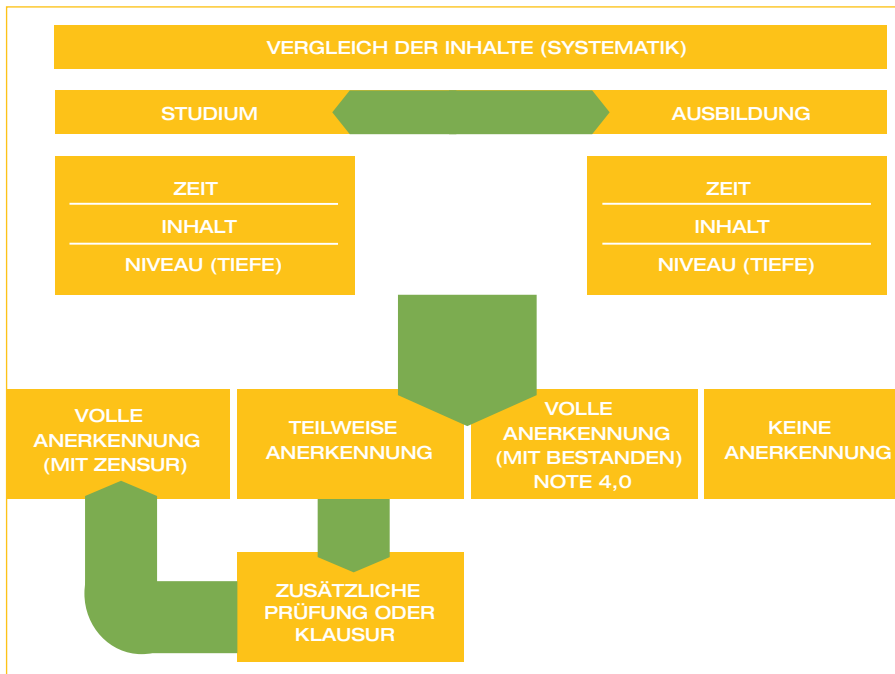 VERGLEICH DER INHALTE (SYSTEMATIK)
STUDIUM
AUSBILDUNG
ZEIT
INHALT
NIVEAU (TIEFE)
ZEIT
INHALT
NIVEAU (TIEFE)
VOLLE
ANERKENNUNG
(MIT ZENSUR)
TEILWEISE
ANERKENNUNG
VOLLE
ANERKENNUNG
(MIT BESTANDEN)
NOTE 4,0
KEINE
ANERKENNUNG
ZUSÄTZLICHE
PRÜFUNG ODER
KLAUSUR